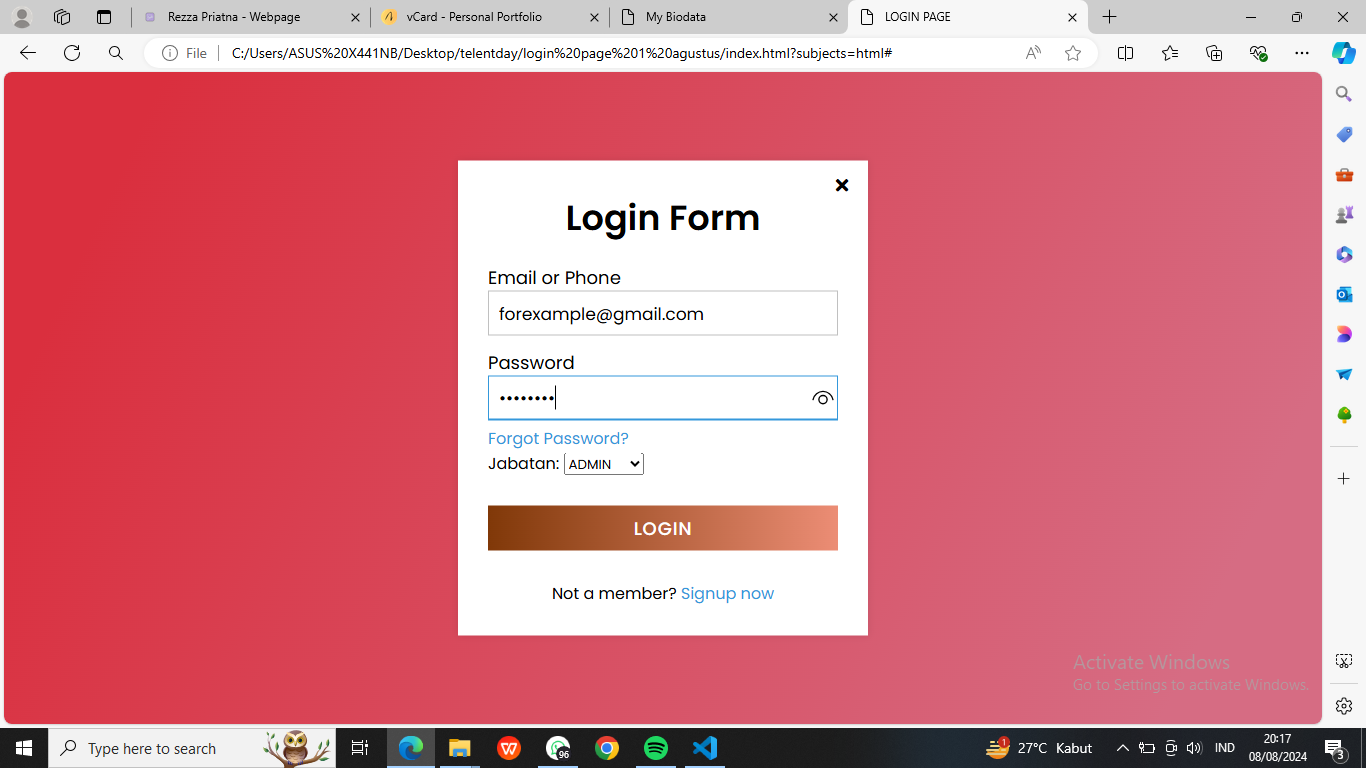 Rezza Priatna - Webpage
vCard - Personal Portfolio
My Biodata
LOGIN PAGE
File
C:/Users/ASUS%20X441NB/Desktop/telentday/login%20page%201%20agustus/index.html?subjects=html#
Login Form
Email or Phone
forexample@gmail.com
Password
Forgot Password?
Jabatan: ADMIN
LOGIN
Not a member? Signup now
Activate Windows
Go to Settings to activate Windows.
Type here to search
96
1
27°C Kabut
IND
20:17
08/08/2024
3